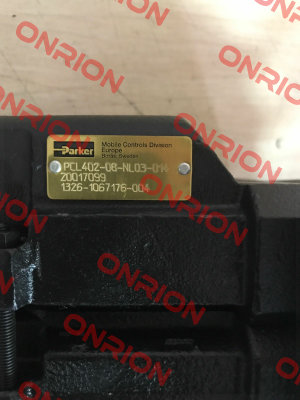 ONRION
ONRION
ONRION
Parker
Mobile Controls Division
Europe
Borås, Sweden
PCL402-08-NL03-014
20017099
1326-1067176-004
ONRION
ONRION
ONRION
ONRION
ONRION